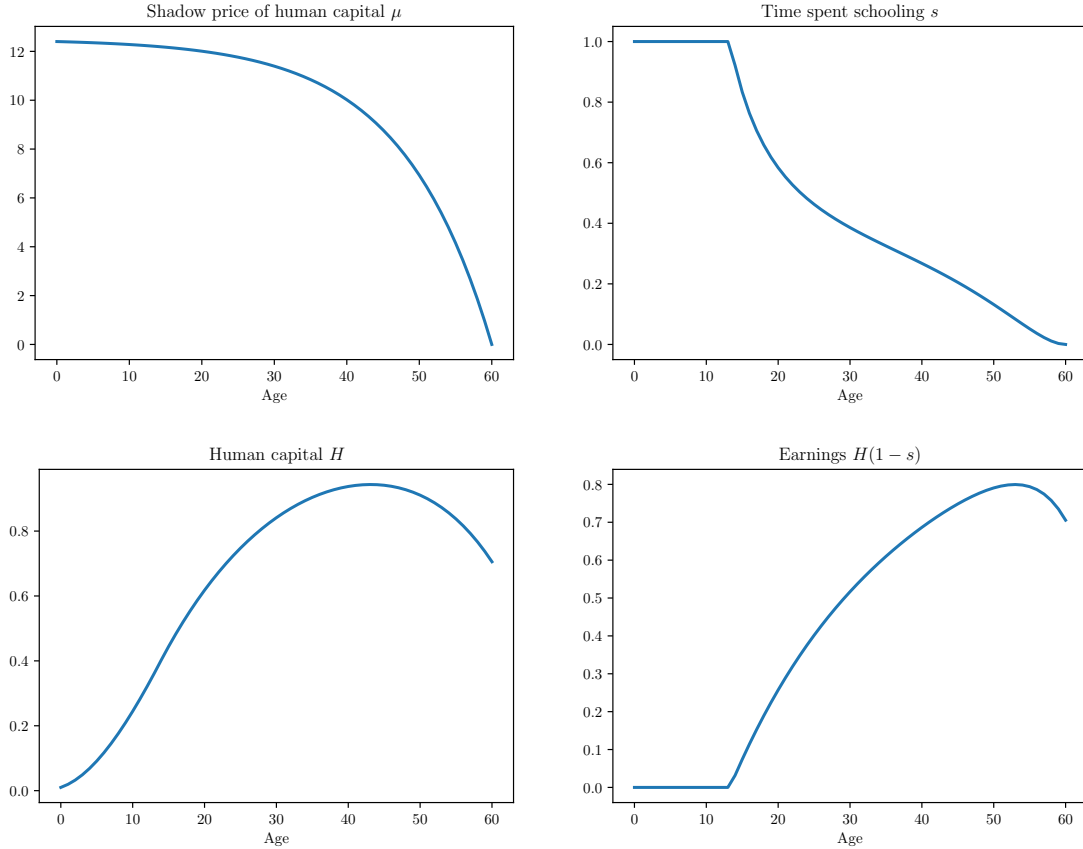 Shadow price of human capital μ
12
10
8
6
4
2
0
0 10 20 30 40 50 60
Age
Time spent schooling s
1.0
0.8
0.6
0.4
0.2
0.0
0 10 20 30 40 50 60
Age
Human capital H
0.8
0.6
0.4
0.2
0.0
0 10 20 30 40 50 60
Age
Earnings H(1 − s)
0.8
0.7
0.6
0.5
0.4
0.3
0.2
0.1
0.0
0 10 20 30 40 50 60
Age